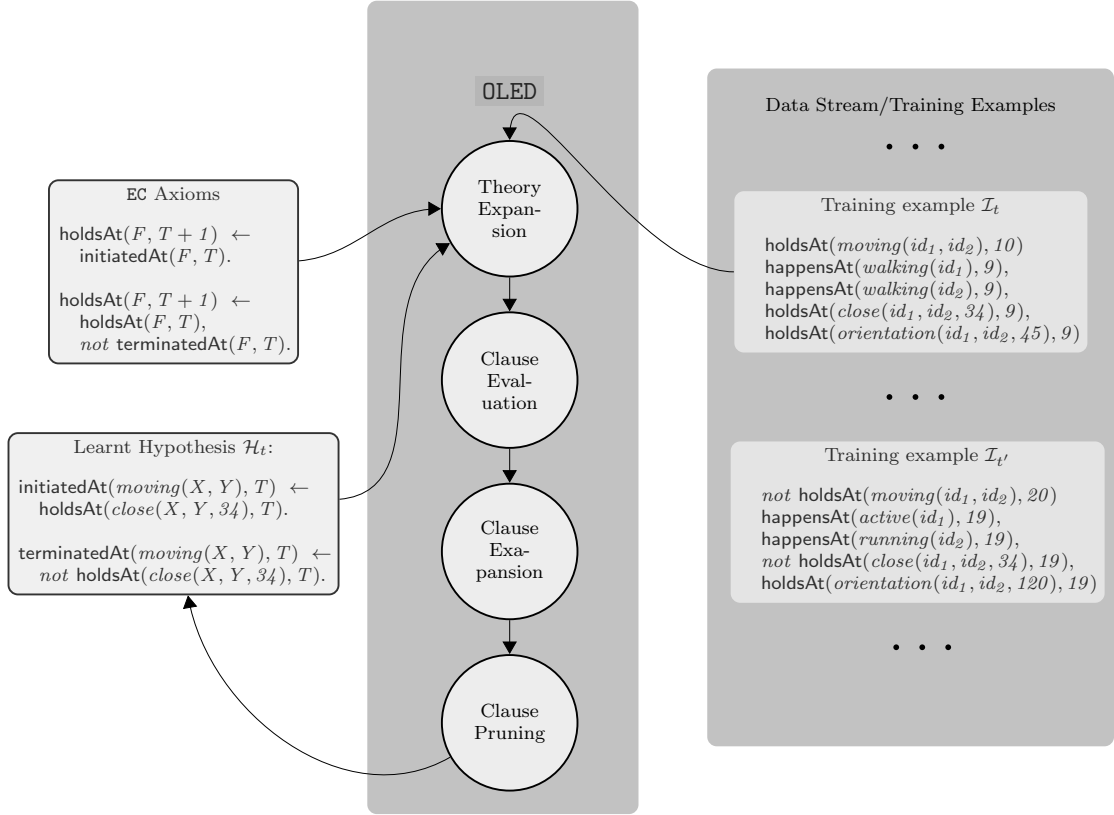 OLED
Theory
Expan-
sion
Clause
Eval-
uation
Clause
Exa-
pansion
Clause
Pruning
EC Axioms
holdsAt(F, T + 1) ←
initiatedAt(F, T).
holdsAt(F, T + 1) ←
holdsAt(F, T),
not terminatedAt(F, T).
Learnt Hypothesis ℋₜ:
initiatedAt(moving(X, Y), T) ←
holdsAt(close(X, Y, 34), T).
terminatedAt(moving(X, Y), T) ←
not holdsAt(close(X, Y, 34), T).
Data Stream/Training Examples
• • •
Training example ℐₜ
holdsAt(moving(id₁, id₂), 10)
happensAt(walking(id₁), 9),
happensAt(walking(id₂), 9),
holdsAt(close(id₁, id₂, 34), 9),
holdsAt(orientation(id₁, id₂, 45), 9)
• • •
Training example ℐₜ′
not holdsAt(moving(id₁, id₂), 20)
happensAt(active(id₁), 19),
happensAt(running(id₂), 19),
not holdsAt(close(id₁, id₂, 34), 19),
holdsAt(orientation(id₁, id₂, 120), 19)
• • •